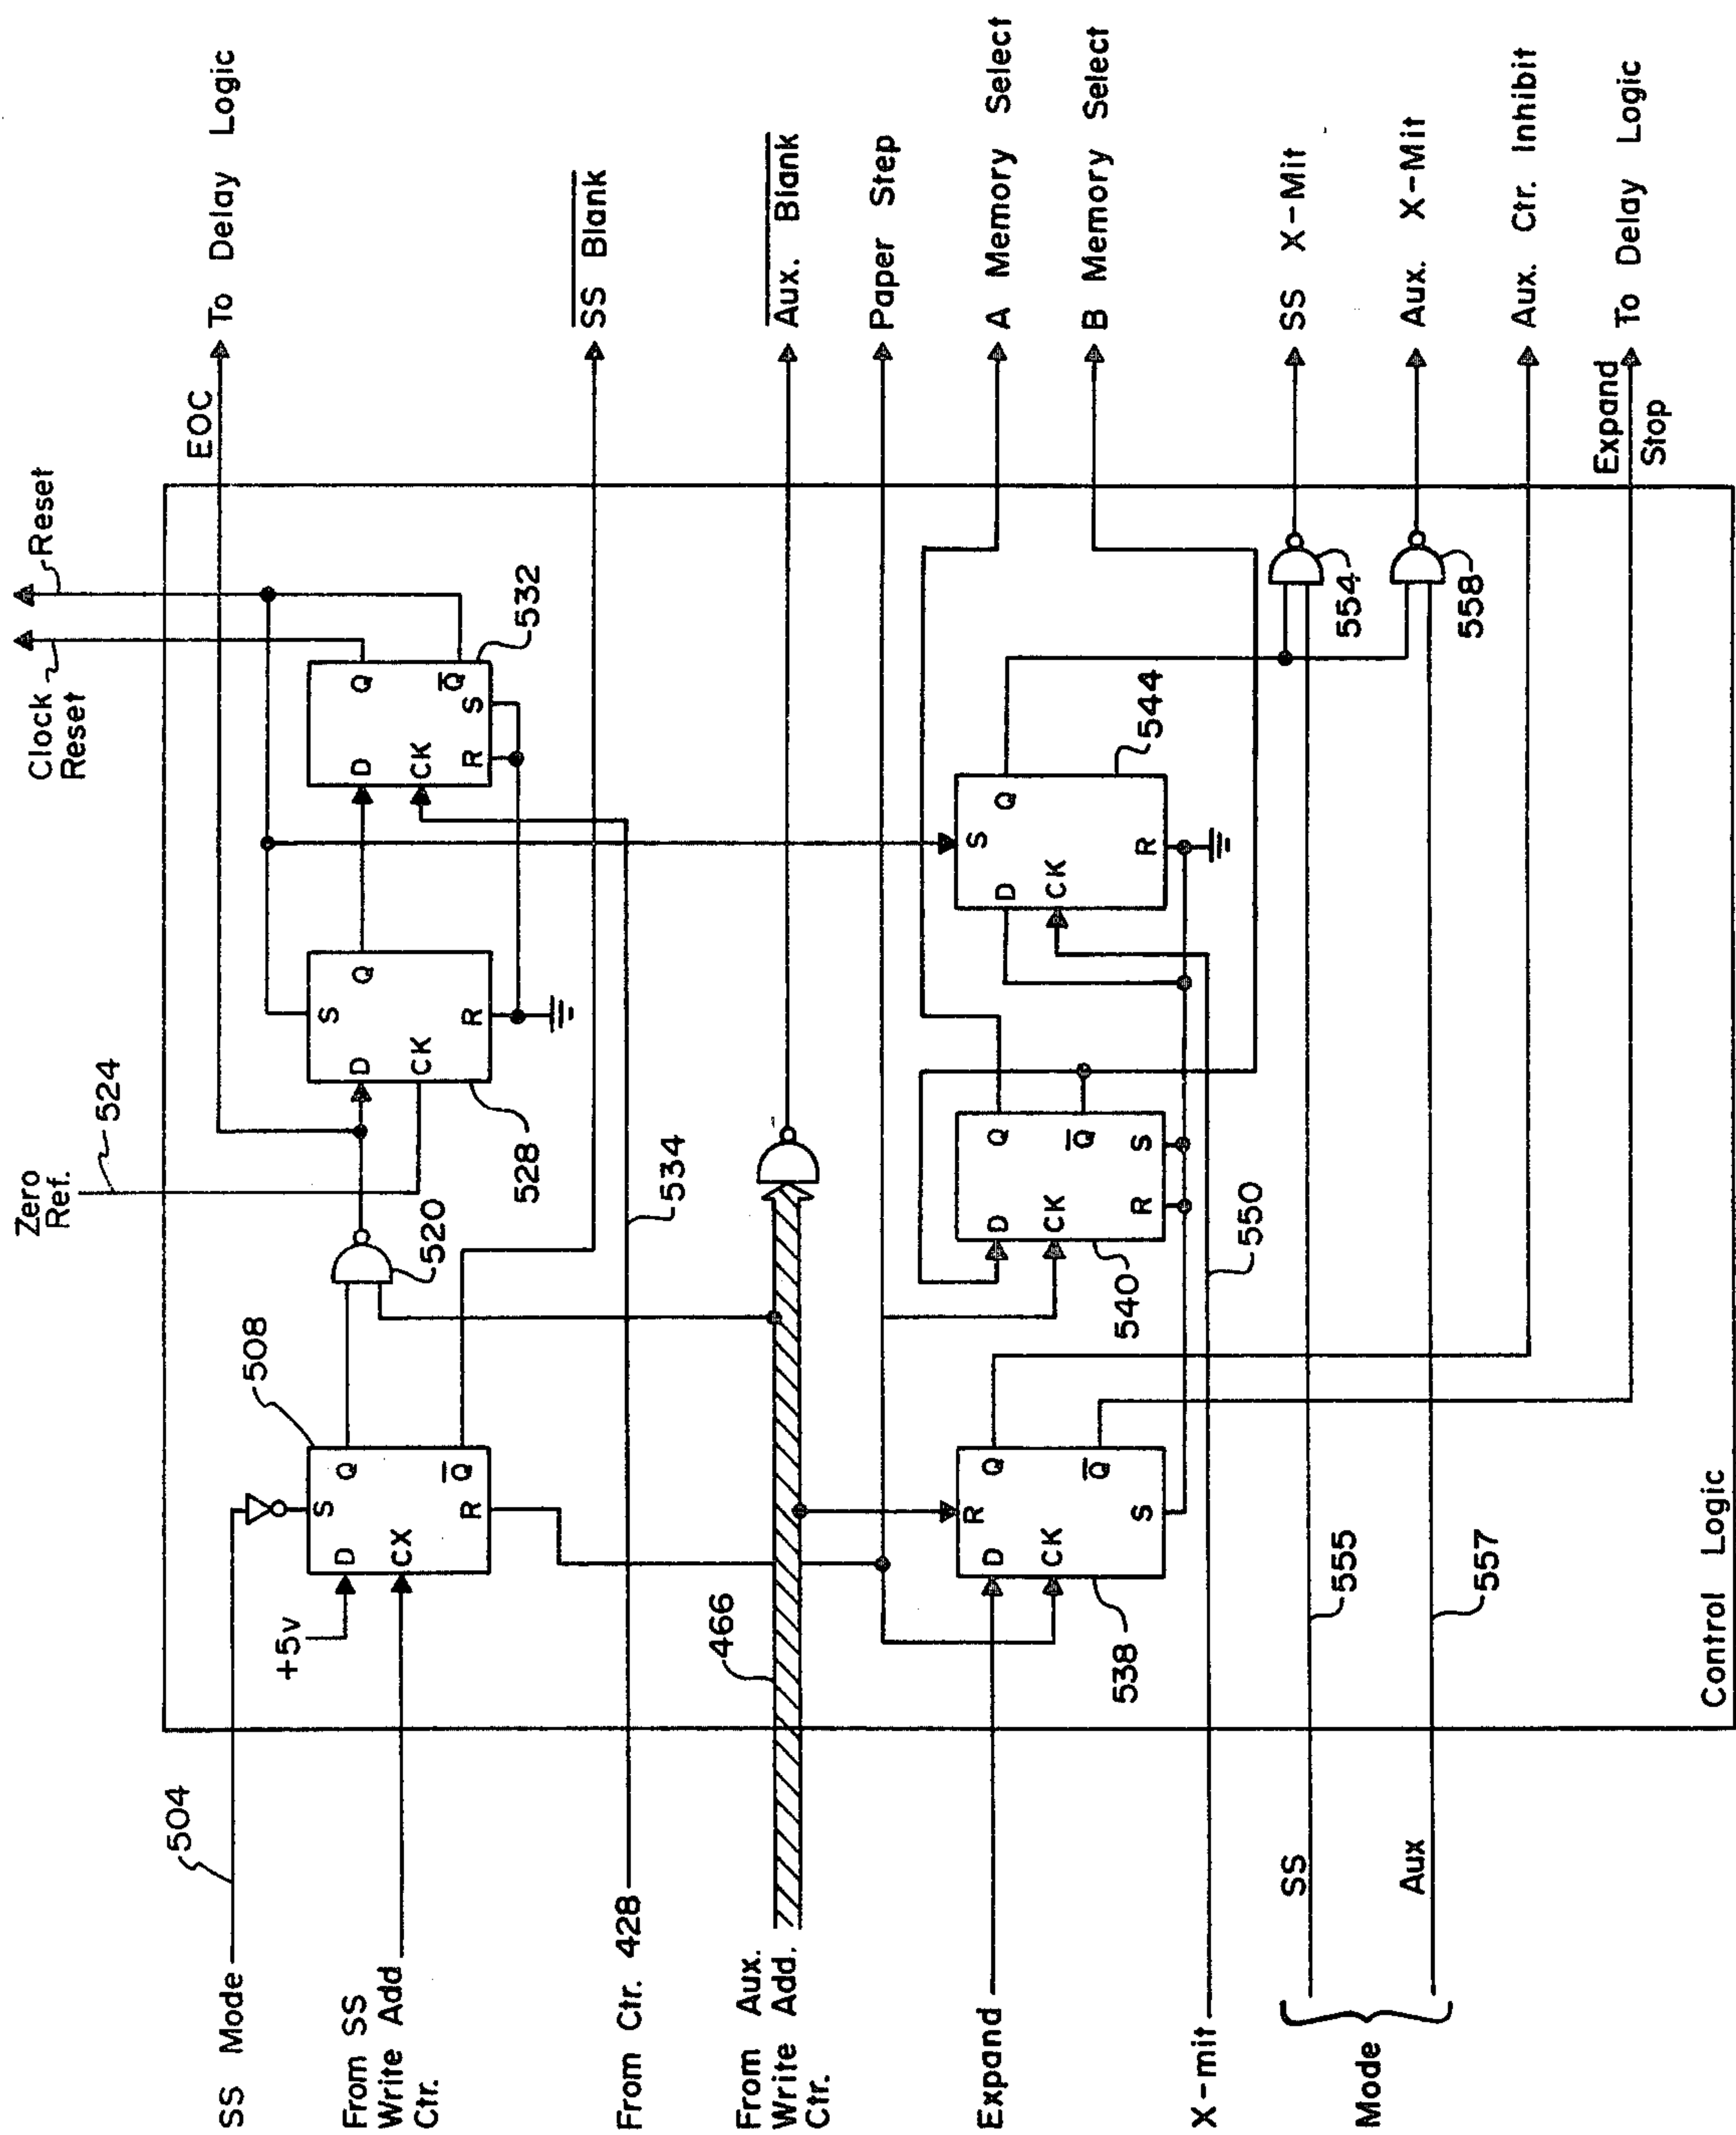 Zero
Ref.
524
Clock
Reset
Reset
SS Mode
504
508
+5v
S
D
Q
CX
Q
R
520
EOC
To Delay Logic
S
D
Q
CK
R
528
D
Q
CK
Q
R
S
532
From SS
Write Add
Ctr.
SS Blank
From Ctr. 428
534
From Aux.
Write Add.
Ctr.
466
Aux. Blank
Paper Step
Expand
R
D
Q
CK
Q
S
538
D
Q
CK
Q
R
S
540
S
D
Q
CK
R
544
A Memory Select
B Memory Select
X-mit
550
Mode
SS
555
Aux
557
554
558
SS X-Mit
Aux. X-Mit
Aux. Ctr. Inhibit
Expand
Stop
To Delay Logic
Control Logic